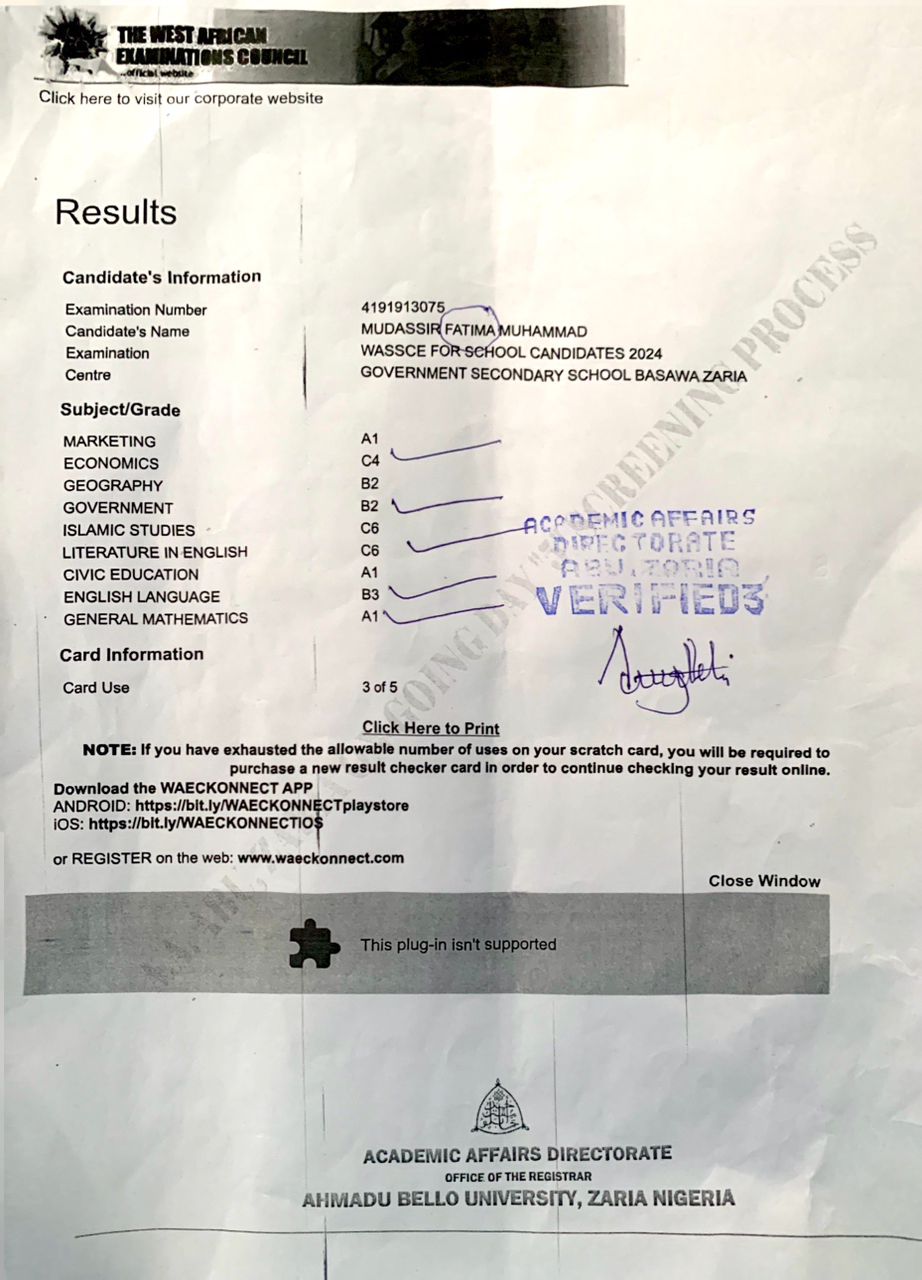 THE WEST AFRICAN
EXAMINATIONS COUNCIL
...official website
Click here to visit our corporate website
Results
Candidate's Information
Examination Number 4191913075
Candidate's Name MUDASSIR FATIMA MUHAMMAD
Examination WASSCE FOR SCHOOL CANDIDATES 2024
Centre GOVERNMENT SECONDARY SCHOOL BASAWA ZARIA
Subject/Grade
MARKETING A1
ECONOMICS C4
GEOGRAPHY B2
GOVERNMENT B2
ISLAMIC STUDIES C6
LITERATURE IN ENGLISH C6
CIVIC EDUCATION A1
ENGLISH LANGUAGE B3
GENERAL MATHEMATICS A1
ACADEMIC AFFAIRS
DIRECTORATE
ABU, ZARIA
VERIFIED3
Card Information
Card Use 3 of 5
Click Here to Print
NOTE: If you have exhausted the allowable number of uses on your scratch card, you will be required to
purchase a new result checker card in order to continue checking your result online.
Download the WAECKONNECT APP
ANDROID: https://bit.ly/WAECKONNECTplaystore
iOS: https://bit.ly/WAECKONNECTIOS
or REGISTER on the web: www.waeckonnect.com
Close Window
This plug-in isn't supported
ABU, GOING DAY SCREENING PROCESS
ACADEMIC AFFAIRS DIRECTORATE
OFFICE OF THE REGISTRAR
AHMADU BELLO UNIVERSITY, ZARIA NIGERIA